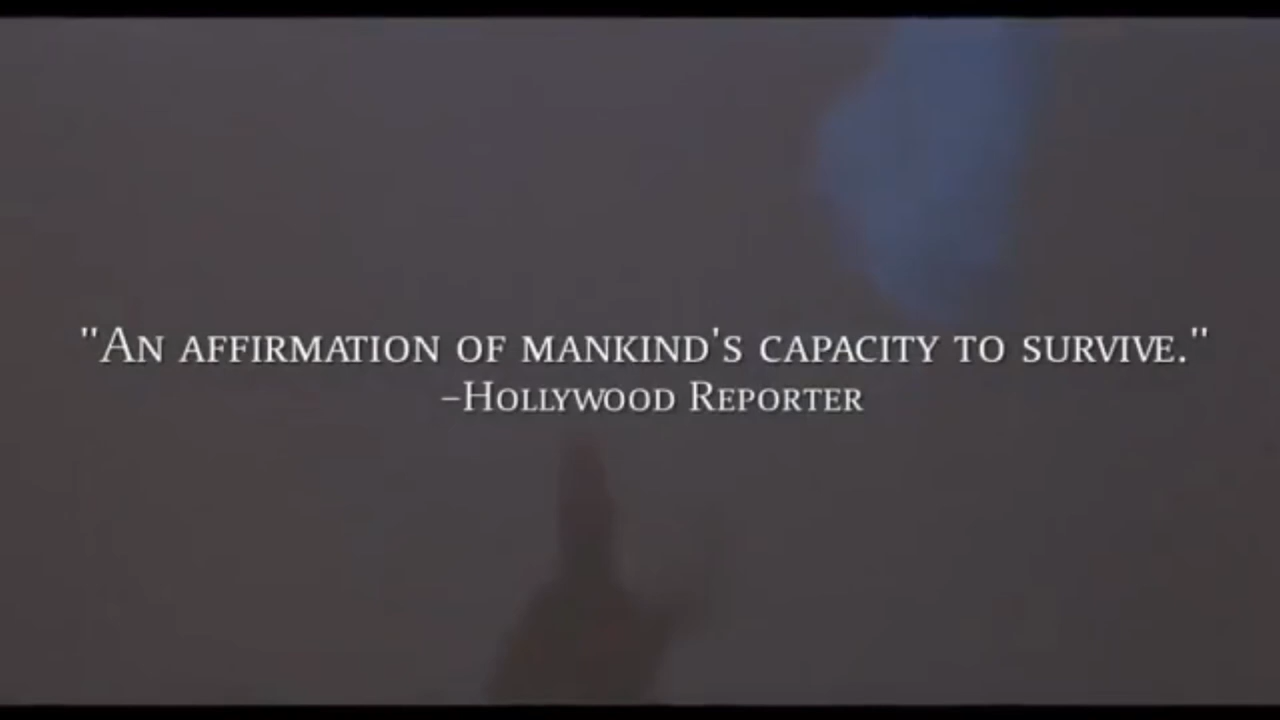 "An affirmation of mankind's capacity to survive."
–Hollywood Reporter